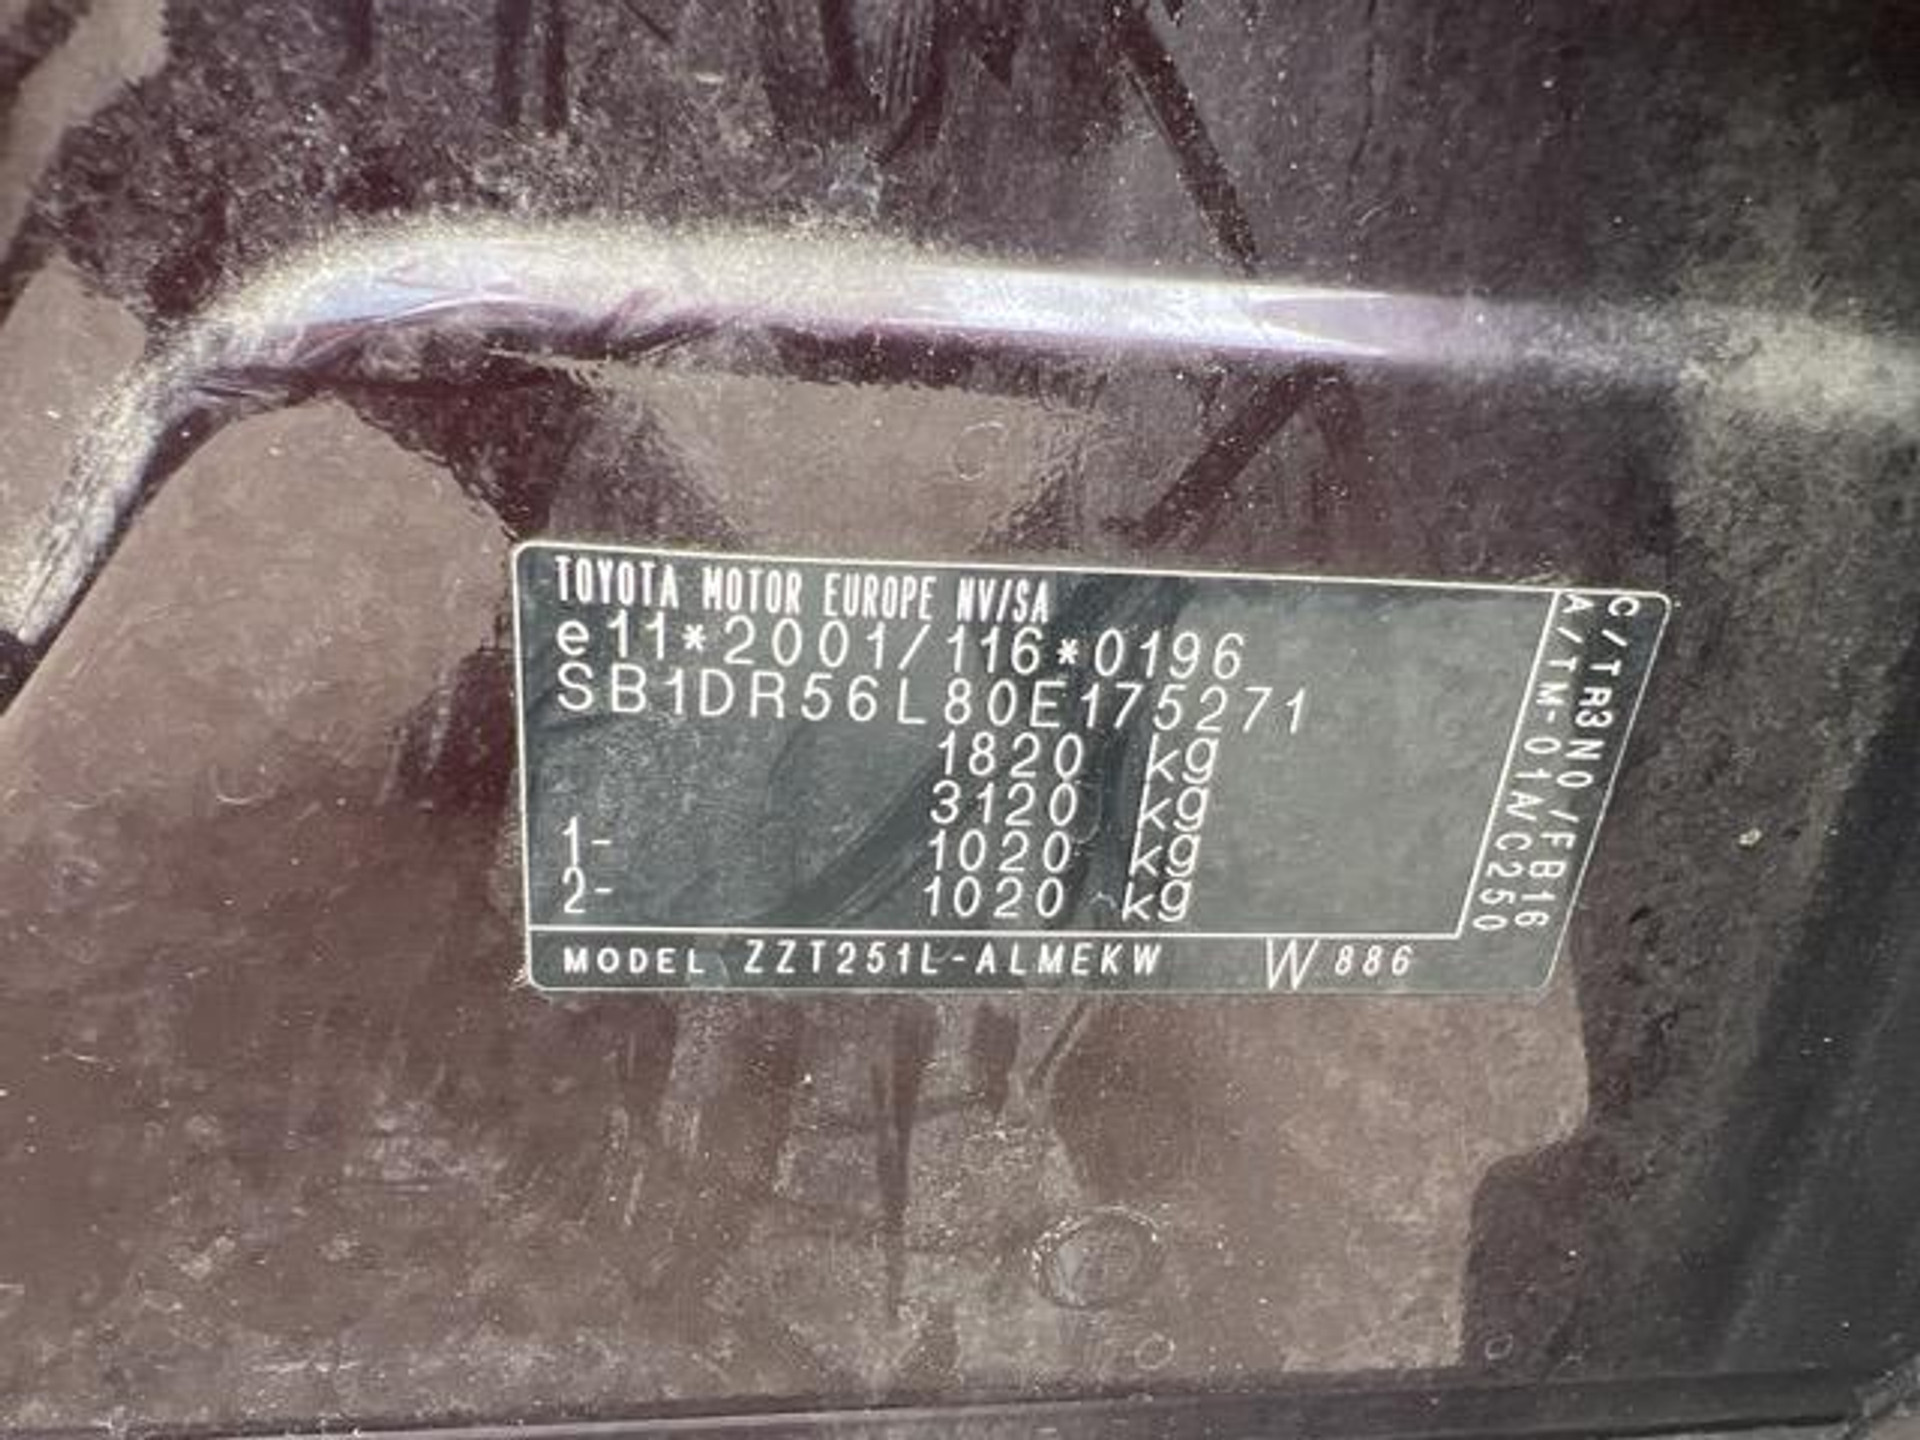 TOYOTA MOTOR EUROPE NV/SA
e11*2001/116*0196
SB1DR56L80E175271
1820 kg
3120 kg
1- 1020 kg
2- 1020 kg
MODEL ZZT251L-ALMEKW W886
C/TR3N0/FB16
A/TM-01A/C250